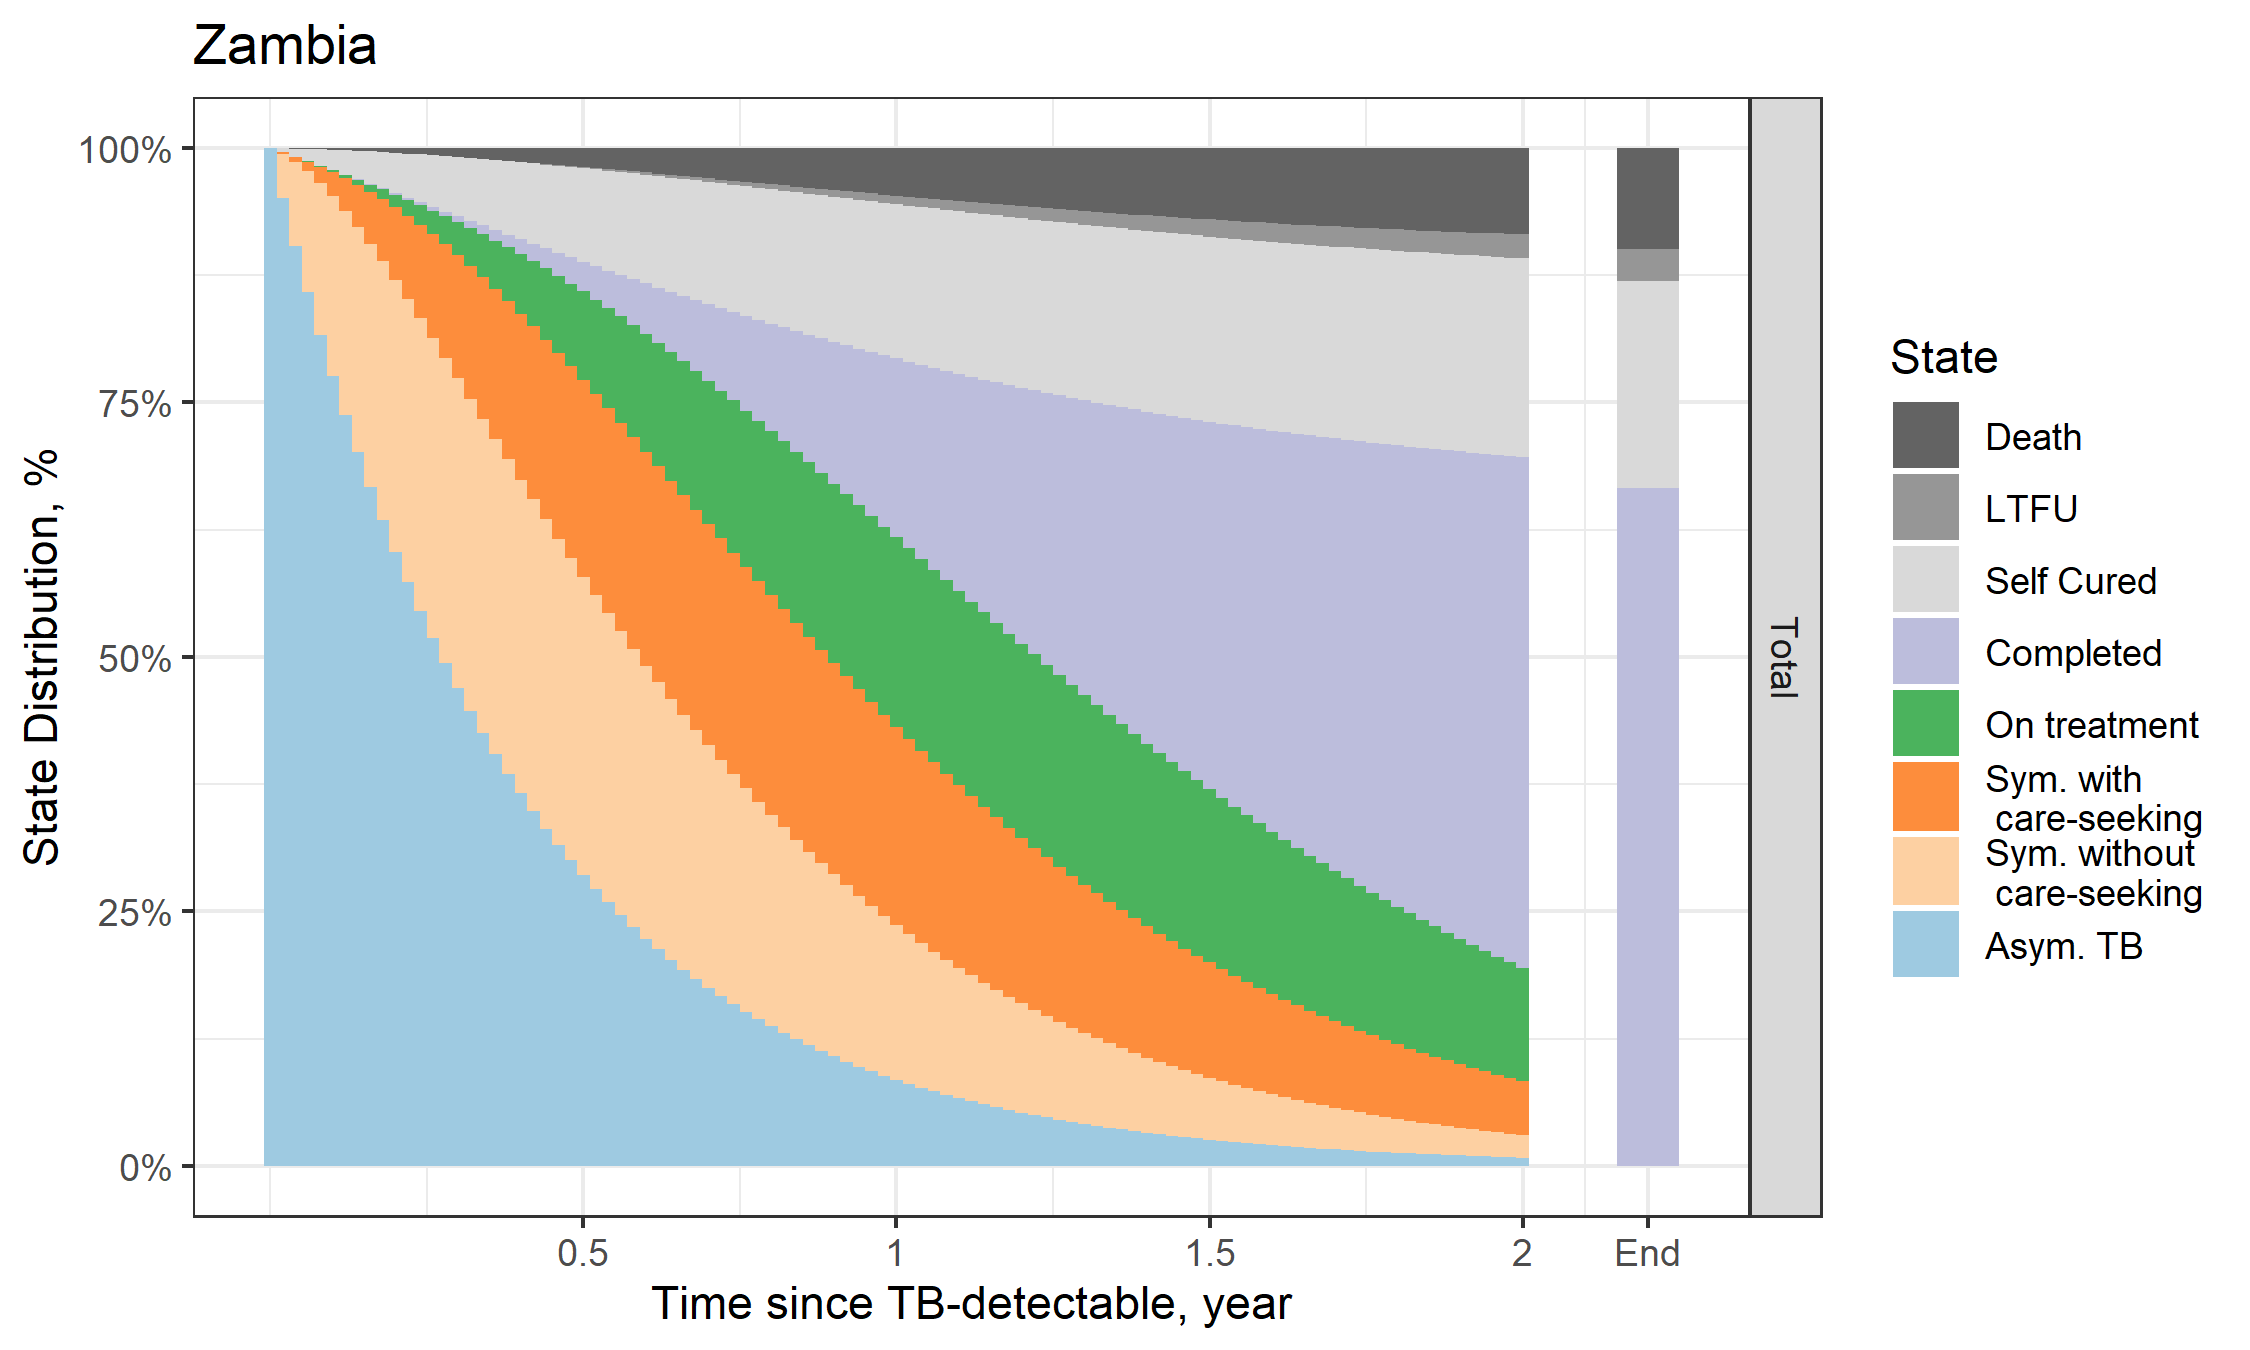 Zambia
100%
75%
50%
25%
0%
State Distribution, %
0.5
1
1.5
2
End
Time since TB-detectable, year
Total
State
Death
LTFU
Self Cured
Completed
On treatment
Sym. with
care-seeking
Sym. without
care-seeking
Asym. TB